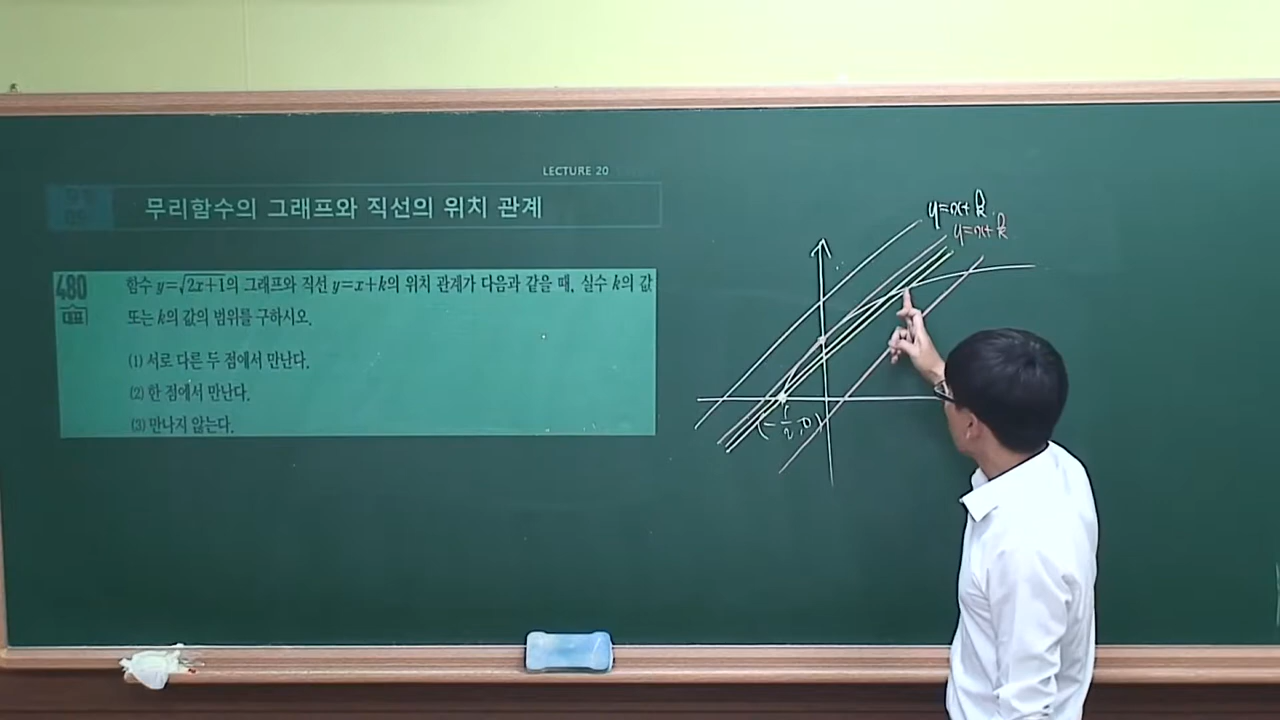 LECTURE 20
무리함수의 그래프와 직선의 위치 관계
480
대표
함수 y=√2x+1의 그래프와 직선 y=x+k의 위치 관계가 다음과 같을 때, 실수 k의 값
또는 k의 값의 범위를 구하시오.
(1) 서로 다른 두 점에서 만난다.
(2) 한 점에서 만난다.
(3) 만나지 않는다.
y=x+k
y=x+k
(-1/2, 0)